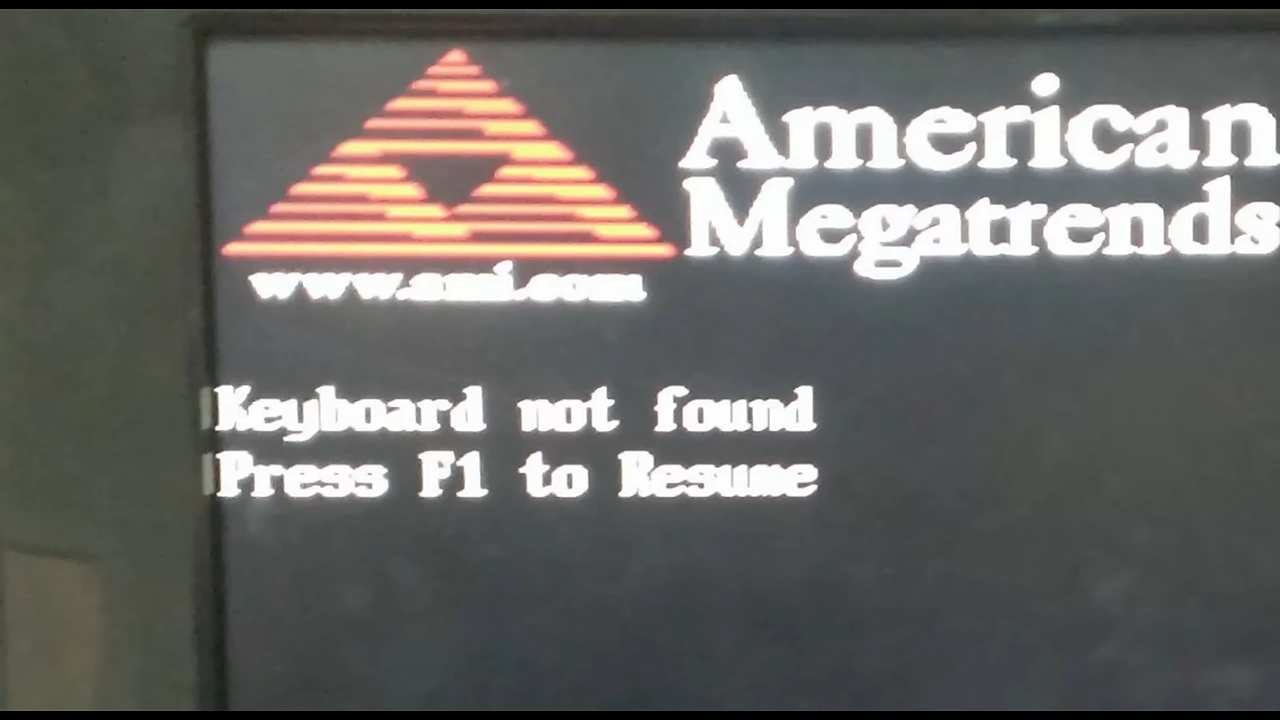 American
Megatrends
www.ami.com
Keyboard not found
Press F1 to Resume